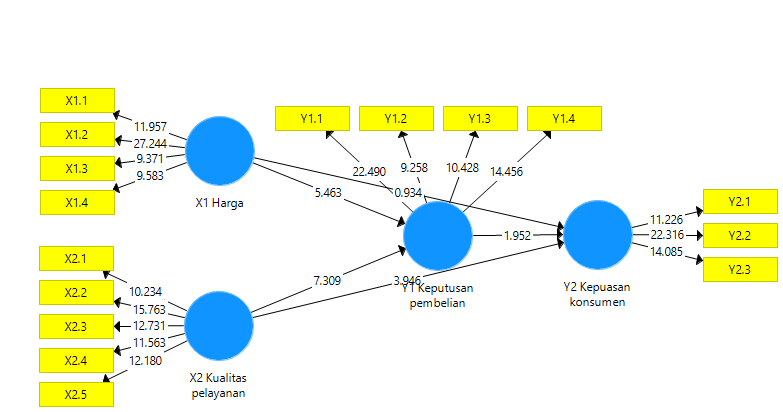 X1.1
X1.2
X1.3
X1.4
11.957
27.244
9.371
9.583
X1 Harga
Y1.1
Y1.2
Y1.3
Y1.4
22.490
9.258
10.428
14.456
5.463
0.934
7.309
3.946
1.952
Y1 Keputusan
pembelian
Y2 Kepuasan
konsumen
11.226
22.316
14.085
Y2.1
Y2.2
Y2.3
X2.1
X2.2
X2.3
X2.4
X2.5
10.234
15.763
12.731
11.563
12.180
X2 Kualitas
pelayanan